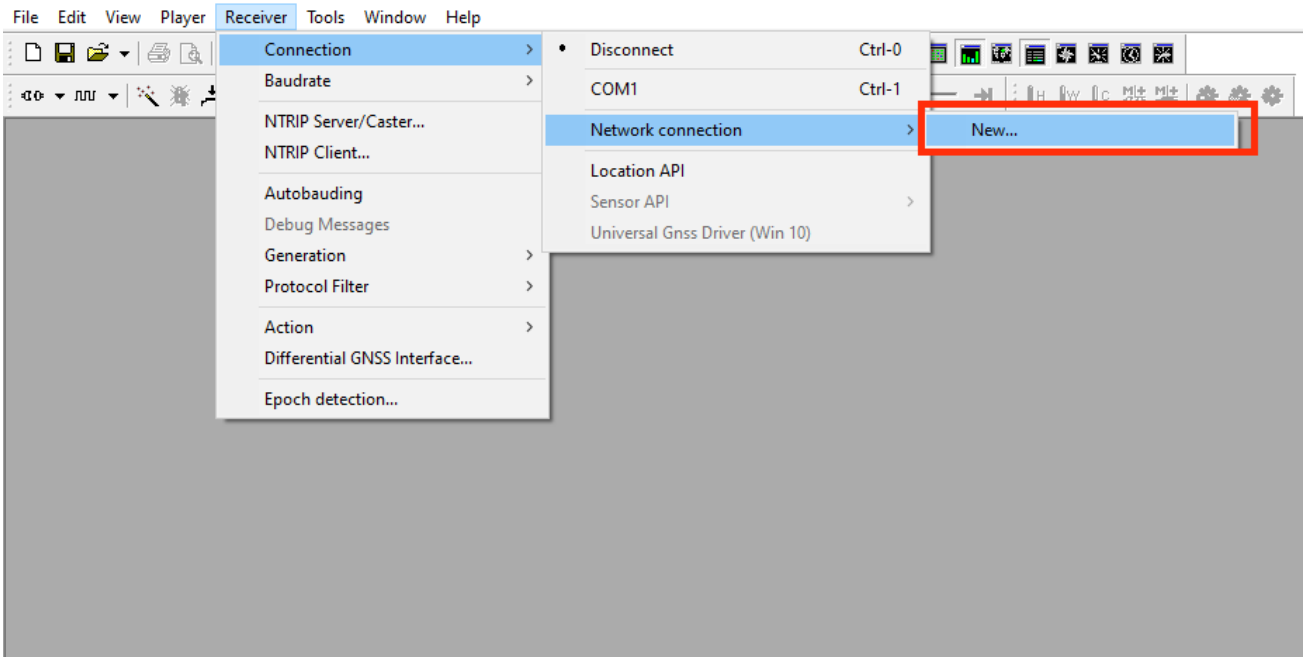 File Edit View Player Receiver Tools Window Help
Connection
Baudrate
NTRIP Server/Caster...
NTRIP Client...
Autobauding
Debug Messages
Generation
Protocol Filter
Action
Differential GNSS Interface...
Epoch detection...
Disconnect Ctrl-0
COM1 Ctrl-1
Network connection
Location API
Sensor API
Universal Gnss Driver (Win 10)
New...